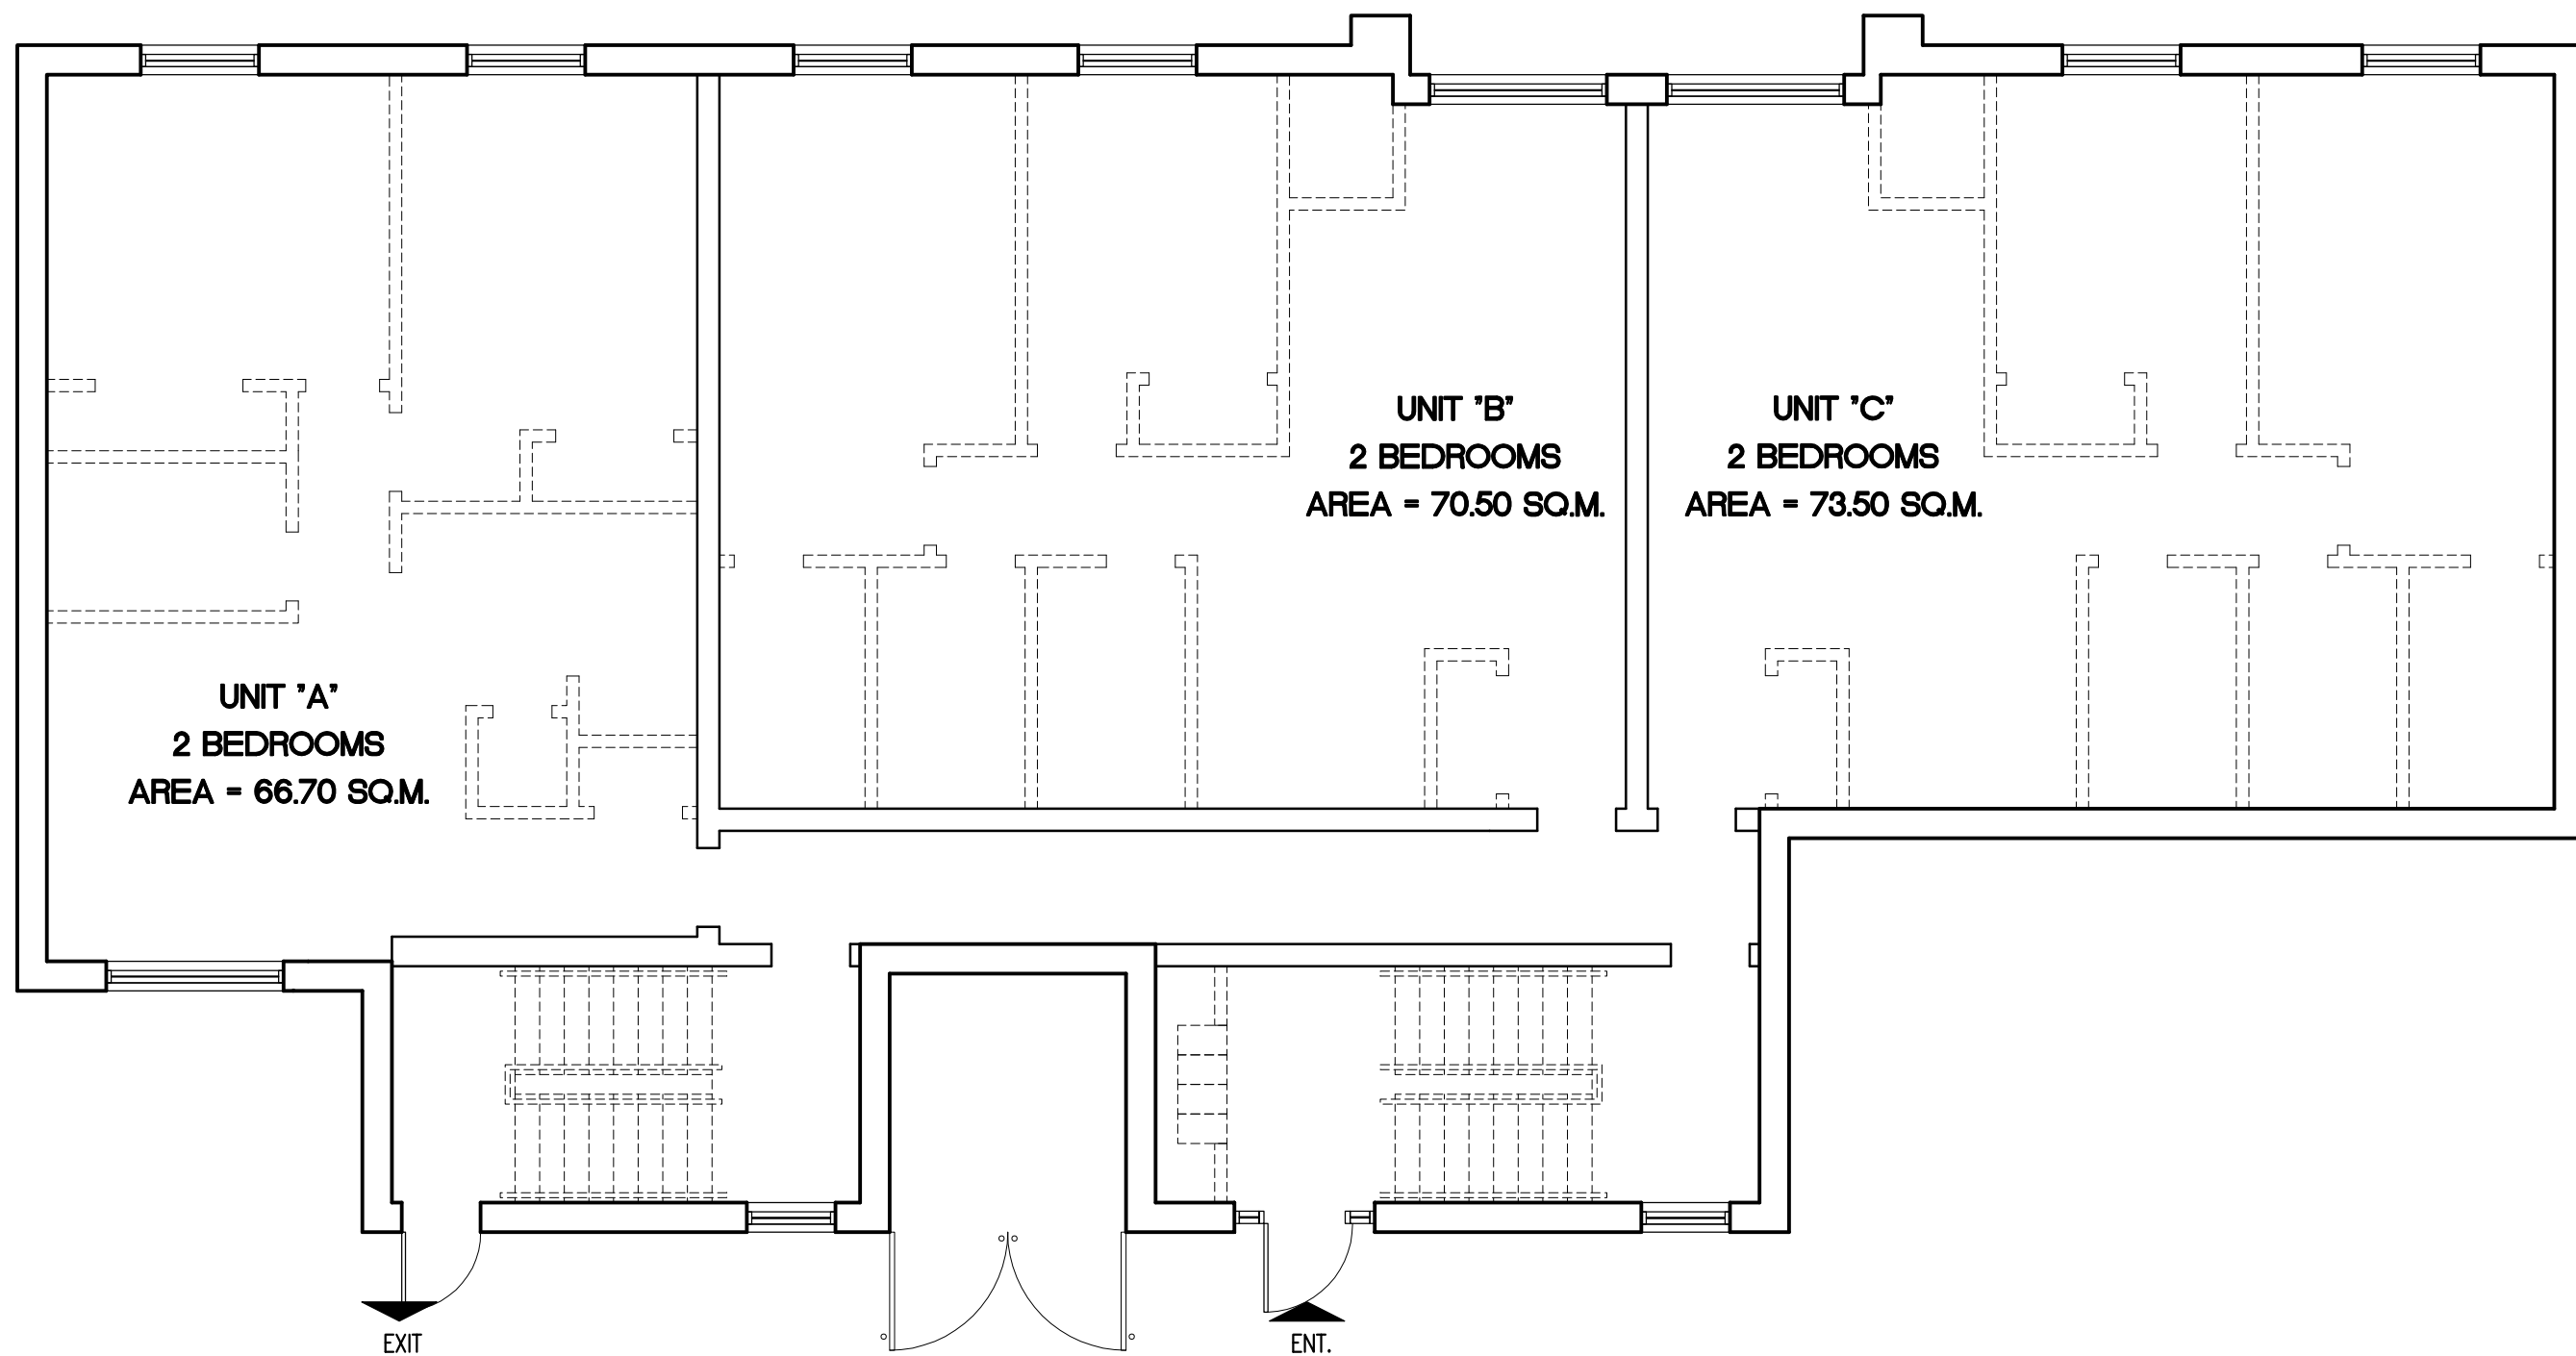 UNIT "B"
2 BEDROOMS
AREA = 70.50 SQ.M.
UNIT "C"
2 BEDROOMS
AREA = 73.50 SQ.M.
UNIT "A"
2 BEDROOMS
AREA = 66.70 SQ.M.
EXIT
ENT.